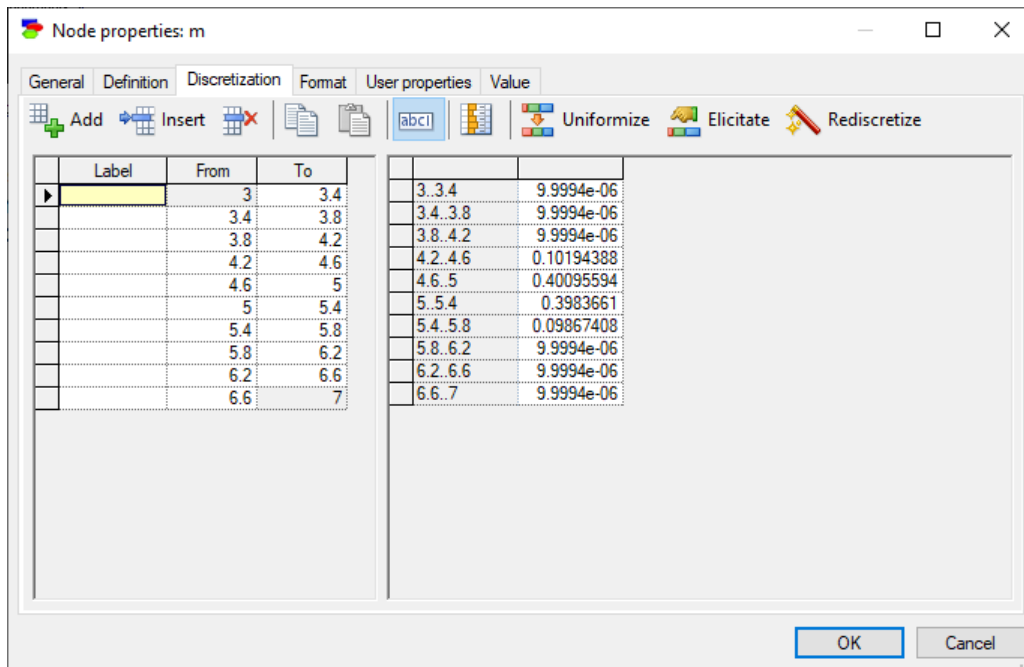 Node properties: m
General Definition Discretization Format User properties Value
Add Insert abc Uniformize Elicitate Rediscretize
Label From To
3 3.4 3..3.4 9.9994e-06
3.4 3.8 3.4..3.8 9.9994e-06
3.8 4.2 3.8..4.2 9.9994e-06
4.2 4.6 4.2..4.6 0.10194388
4.6 5 4.6..5 0.40095594
5 5.4 5..5.4 0.3983661
5.4 5.8 5.4..5.8 0.09867408
5.8 6.2 5.8..6.2 9.9994e-06
6.2 6.6 6.2..6.6 9.9994e-06
6.6 7 6.6..7 9.9994e-06
OK Cancel